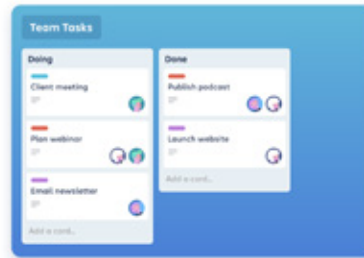 Team Tasks
Doing
Client meeting
Plan webinar
Email newsletter
Add a card...
Done
Publish podcast
Launch website
Add a card...